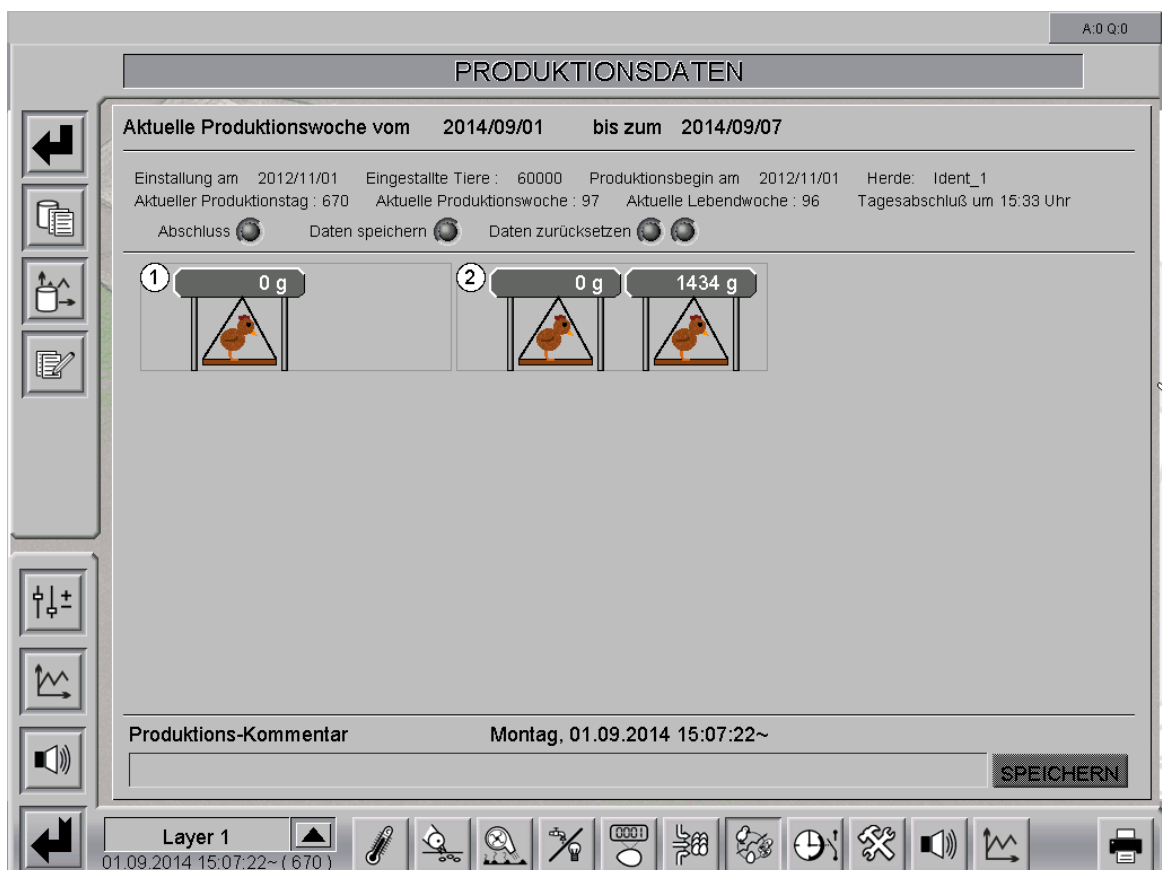 A:0 Q:0
PRODUKTIONSDATEN
Aktuelle Produktionswoche vom 2014/09/01 bis zum 2014/09/07
Einstallung am 2012/11/01 Eingestallte Tiere : 60000 Produktionsbegin am 2012/11/01 Herde: Ident_1
Aktueller Produktionstag : 670 Aktuelle Produktionswoche : 97 Aktuelle Lebendwoche : 96 Tagesabschluß um 15:33 Uhr
Abschluss Daten speichern Daten zurücksetzen
1 0 g 2 0 g 1434 g
Produktions-Kommentar Montag, 01.09.2014 15:07:22~
SPEICHERN
Layer 1
0001
01.09.2014 15:07:22~ ( 670 )